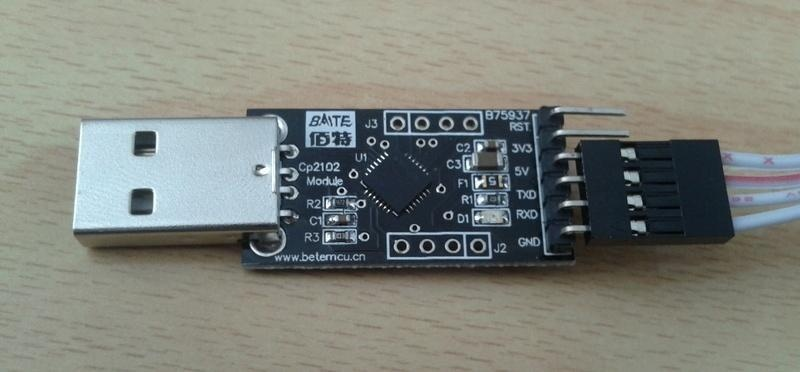 BAITE
佰特
J3
B75937
RST
3V3
5V
TXD
RXD
GND
U1
Cp2102
Module
C2
C3
F1
5
R1
D1
R2
C1
R3
J2
www.betemcu.cn